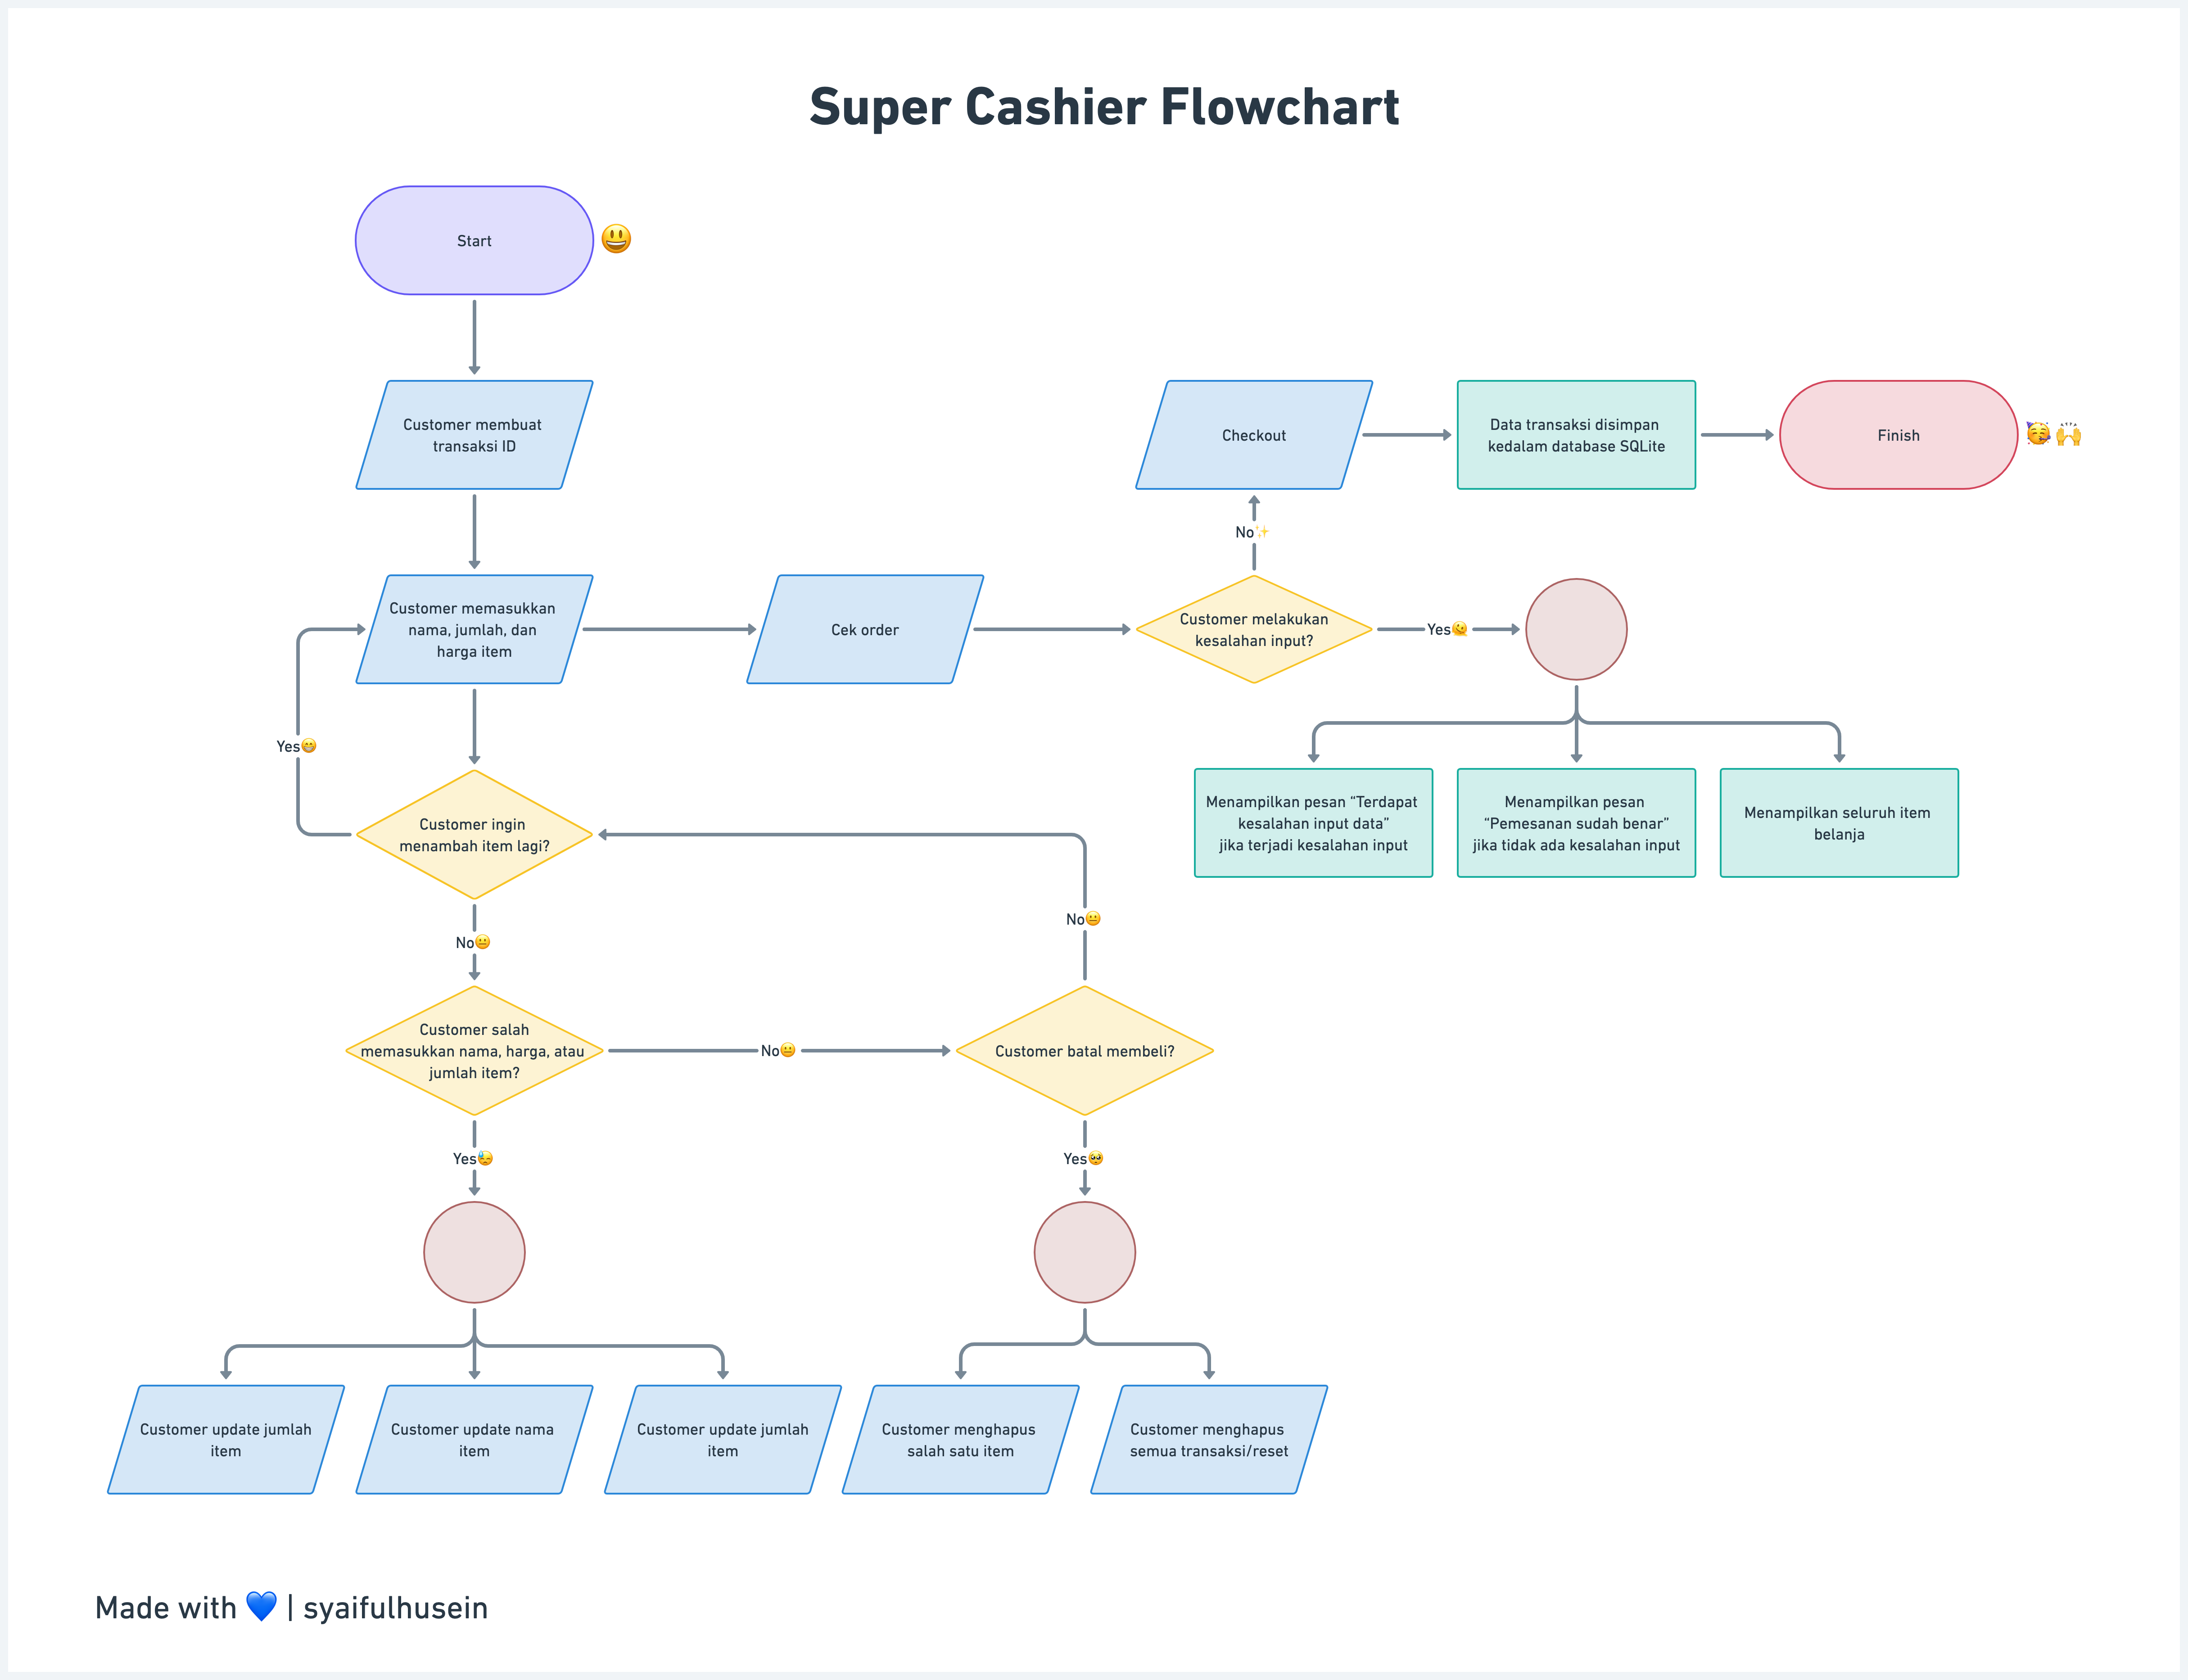 Super Cashier Flowchart
Start 😃
Customer membuat
transaksi ID
Checkout
Data transaksi disimpan
kedalam database SQLite
Finish 🥳🙌
No✨
Customer memasukkan
nama, jumlah, dan
harga item
Cek order
Customer melakukan
kesalahan input?
Yes🫠
Yes😁
Customer ingin
menambah item lagi?
Menampilkan pesan “Terdapat
kesalahan input data”
jika terjadi kesalahan input
Menampilkan pesan
“Pemesanan sudah benar”
jika tidak ada kesalahan input
Menampilkan seluruh item
belanja
No😐
No😐
Customer salah
memasukkan nama, harga, atau
jumlah item?
No😐
Customer batal membeli?
Yes😓
Yes🥺
Customer update jumlah
item
Customer update nama
item
Customer update jumlah
item
Customer menghapus
salah satu item
Customer menghapus
semua transaksi/reset
Made with 💙 | syaifulhusein